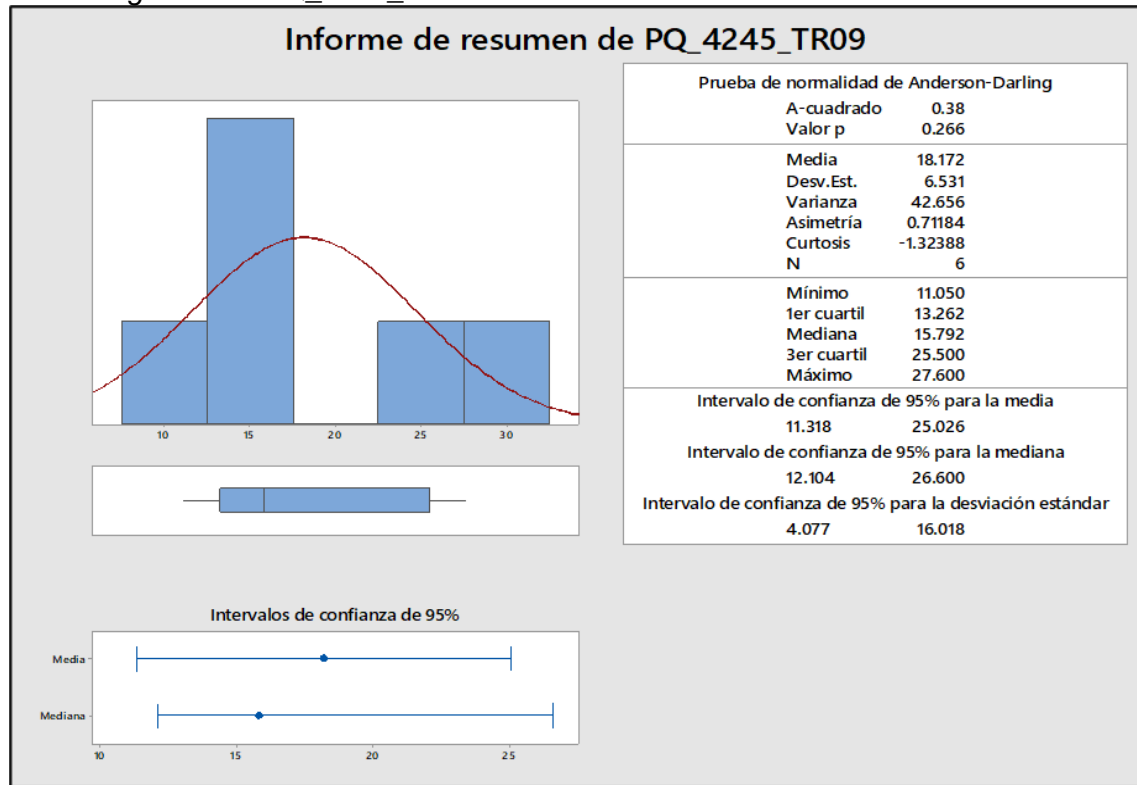 Informe de resumen de PQ_4245_TR09
10 15 20 25 30
Intervalos de confianza de 95%
Media
Mediana
10 15 20 25
Prueba de normalidad de Anderson-Darling
A-cuadrado 0.38
Valor p 0.266
Media 18.172
Desv.Est. 6.531
Varianza 42.656
Asimetría 0.71184
Curtosis -1.32388
N 6
Mínimo 11.050
1er cuartil 13.262
Mediana 15.792
3er cuartil 25.500
Máximo 27.600
Intervalo de confianza de 95% para la media
11.318 25.026
Intervalo de confianza de 95% para la mediana
12.104 26.600
Intervalo de confianza de 95% para la desviación estándar
4.077 16.018